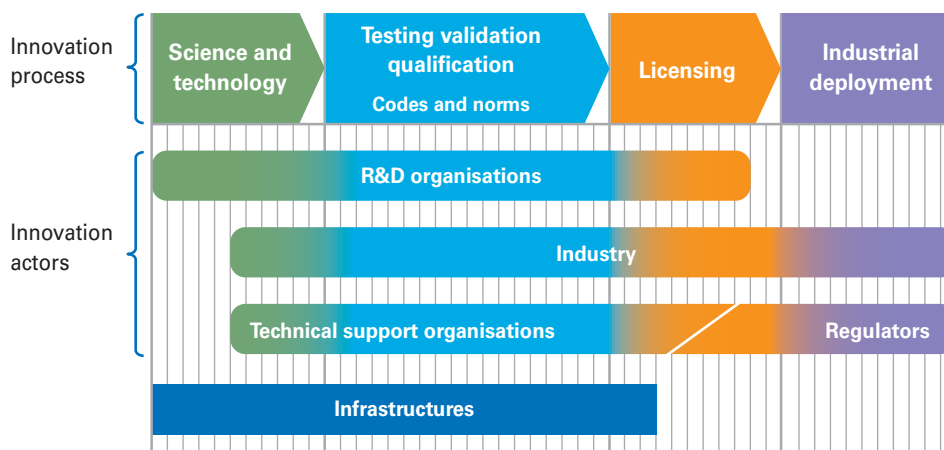 Innovation
process
Science and
technology
Testing validation
qualification
Codes and norms
Licensing
Industrial
deployment
Innovation
actors
R&D organisations
Industry
Technical support organisations
Regulators
Infrastructures